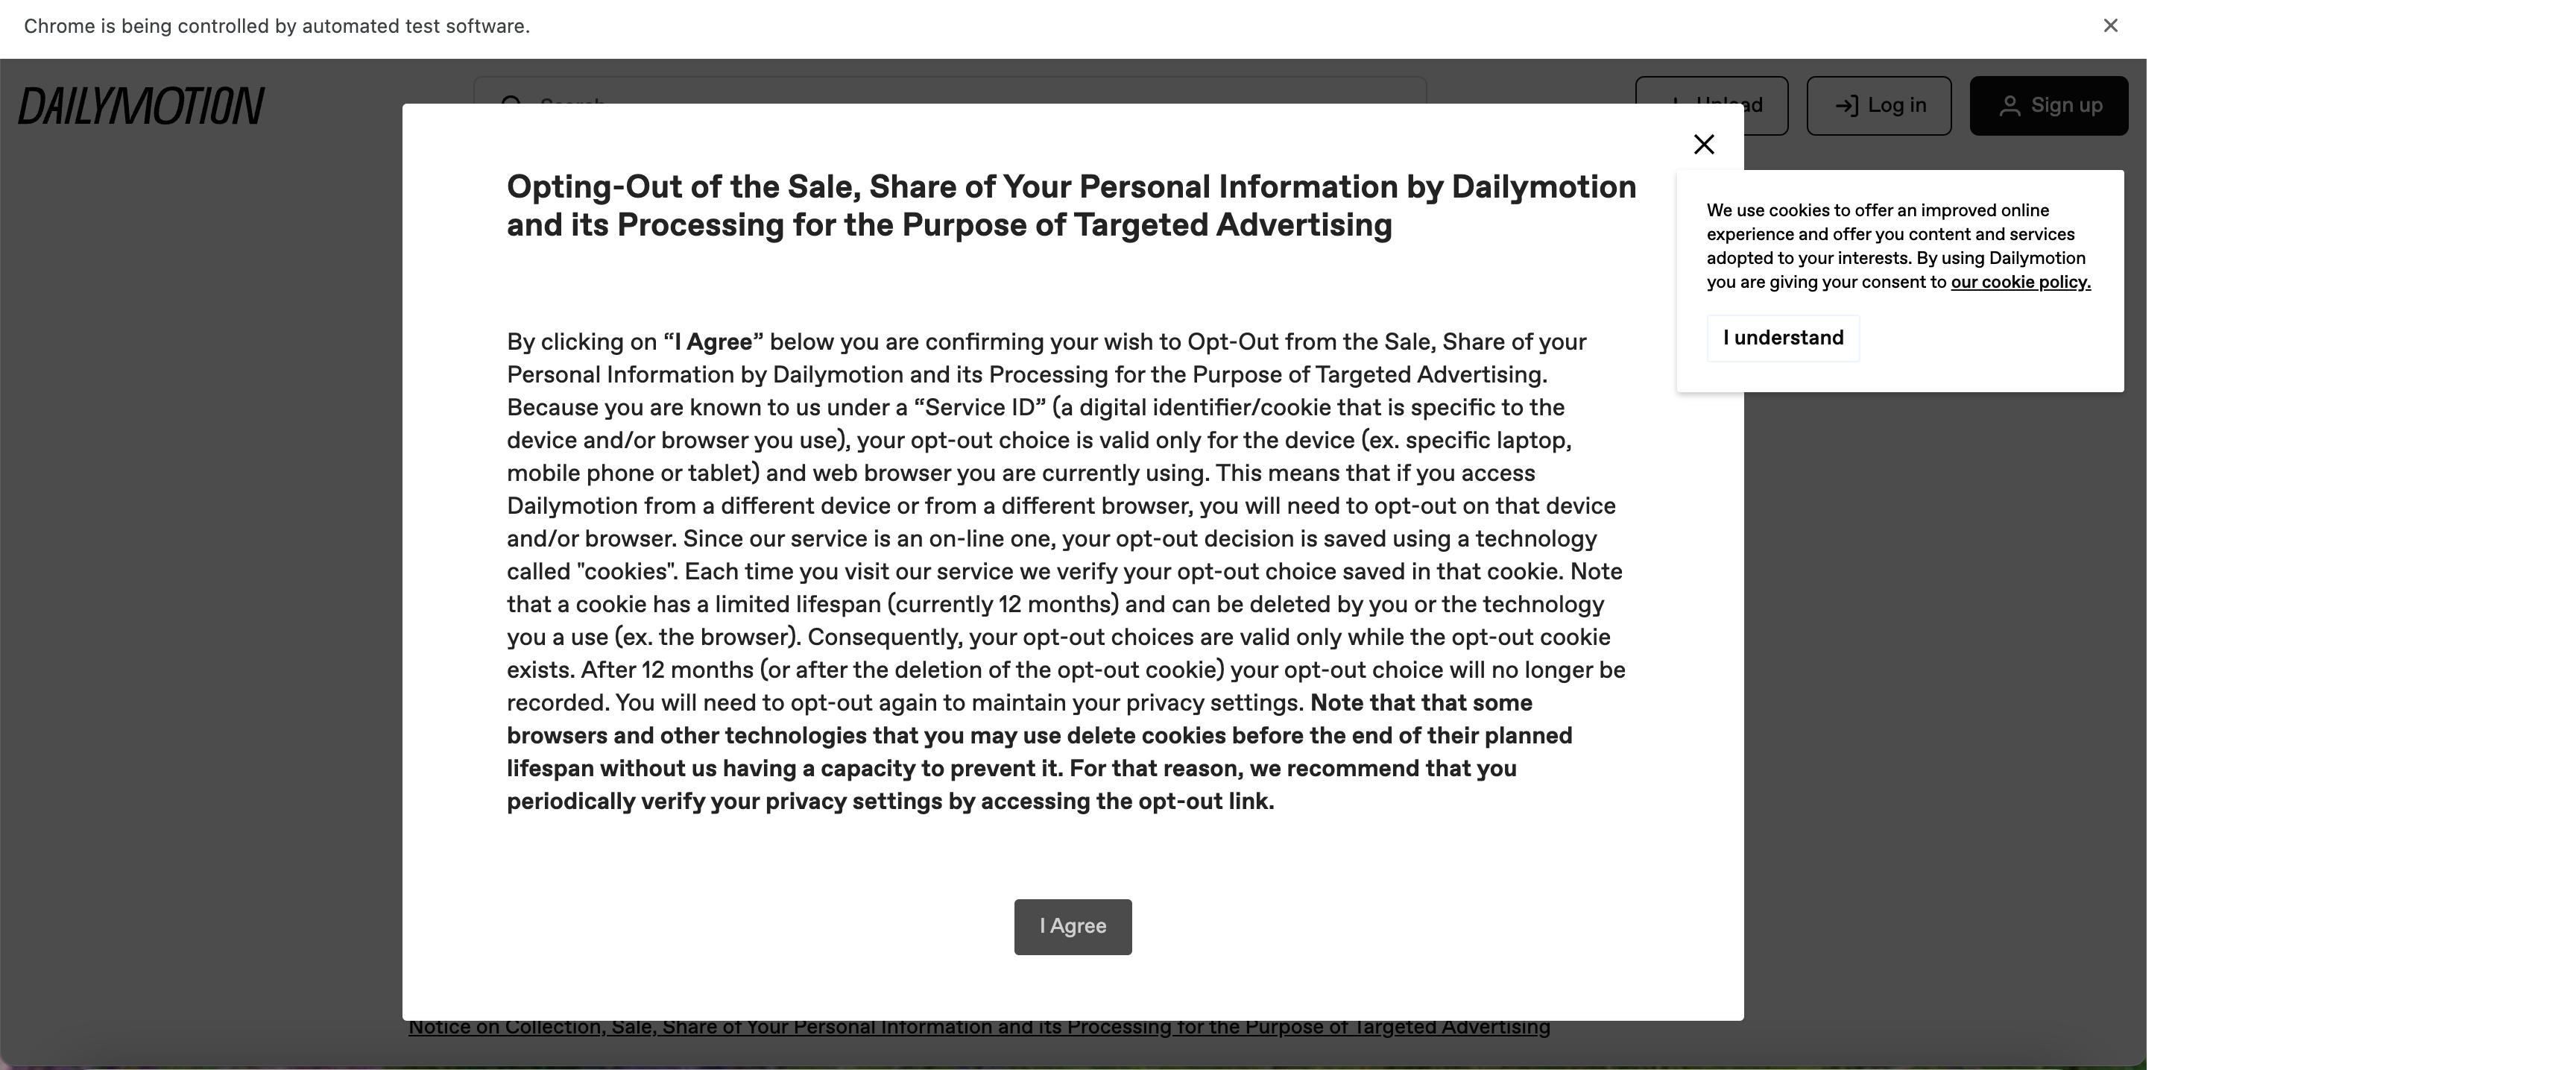 Chrome is being controlled by automated test software.
DAILYMOTION
Log in
Sign up
Opting-Out of the Sale, Share of Your Personal Information by Dailymotion
and its Processing for the Purpose of Targeted Advertising
We use cookies to offer an improved online
experience and offer you content and services
adopted to your interests. By using Dailymotion
you are giving your consent to our cookie policy.
I understand
By clicking on “I Agree” below you are confirming your wish to Opt-Out from the Sale, Share of your
Personal Information by Dailymotion and its Processing for the Purpose of Targeted Advertising.
Because you are known to us under a “Service ID” (a digital identifier/cookie that is specific to the
device and/or browser you use), your opt-out choice is valid only for the device (ex. specific laptop,
mobile phone or tablet) and web browser you are currently using. This means that if you access
Dailymotion from a different device or from a different browser, you will need to opt-out on that device
and/or browser. Since our service is an on-line one, your opt-out decision is saved using a technology
called "cookies". Each time you visit our service we verify your opt-out choice saved in that cookie. Note
that a cookie has a limited lifespan (currently 12 months) and can be deleted by you or the technology
you a use (ex. the browser). Consequently, your opt-out choices are valid only while the opt-out cookie
exists. After 12 months (or after the deletion of the opt-out cookie) your opt-out choice will no longer be
recorded. You will need to opt-out again to maintain your privacy settings. Note that that some
browsers and other technologies that you may use delete cookies before the end of their planned
lifespan without us having a capacity to prevent it. For that reason, we recommend that you
periodically verify your privacy settings by accessing the opt-out link.
I Agree
Notice on Collection, Sale, Share of Your Personal Information and its Processing for the Purpose of Targeted Advertising